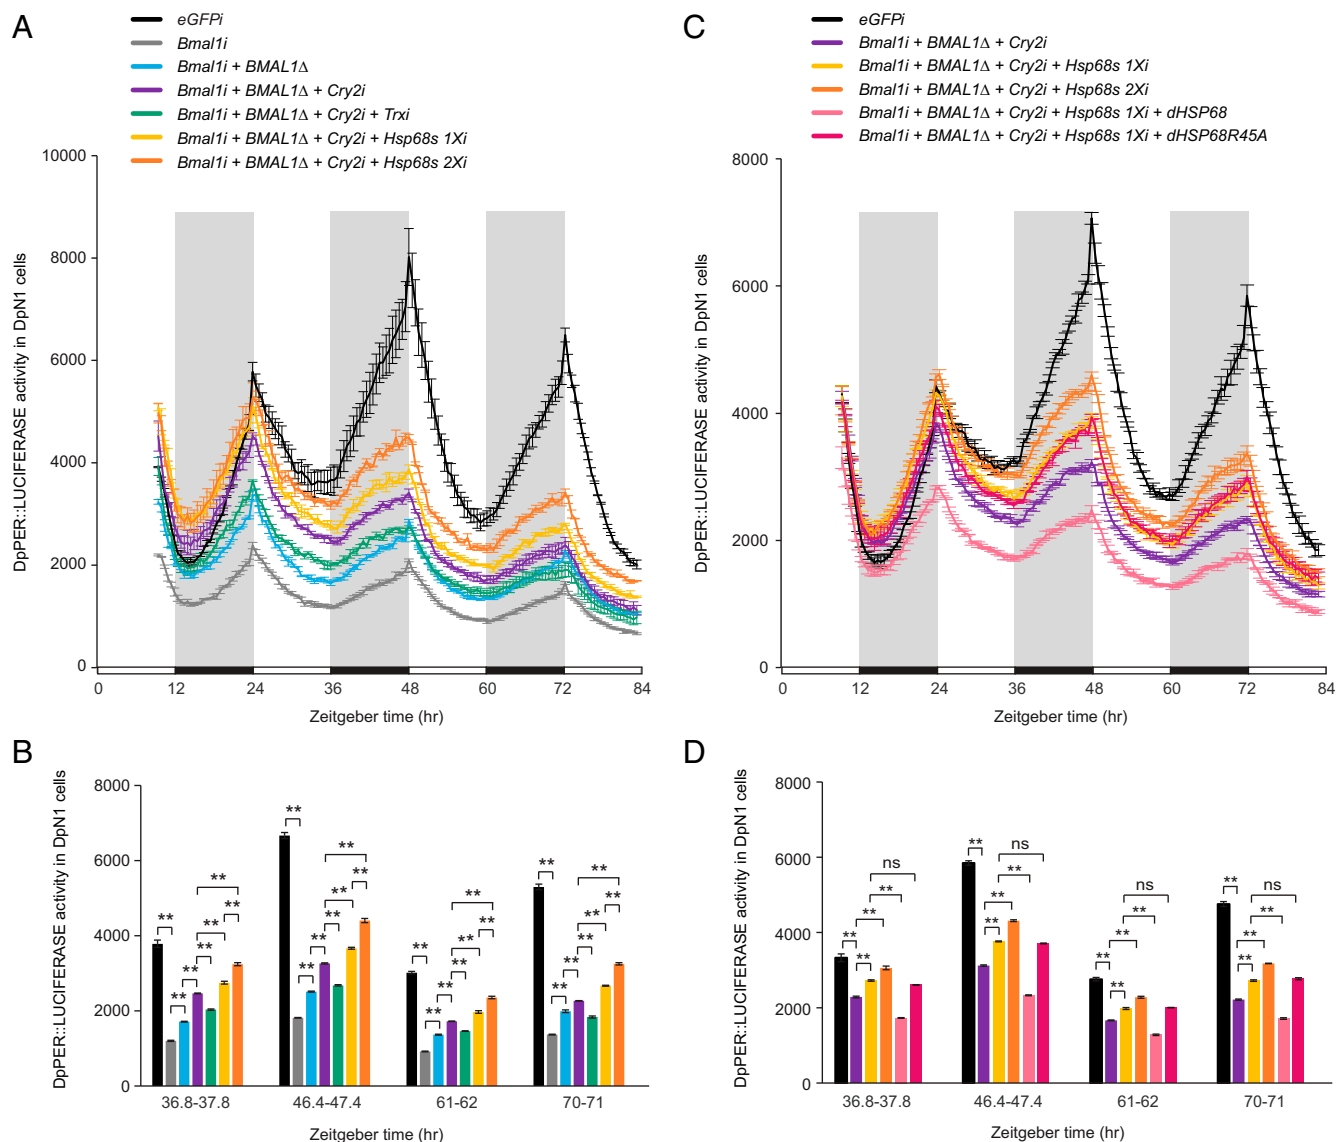 A
eGFPi
Bmal1i
Bmal1i + BMAL1Δ
Bmal1i + BMAL1Δ + Cry2i
Bmal1i + BMAL1Δ + Cry2i + Trxi
Bmal1i + BMAL1Δ + Cry2i + Hsp68s 1Xi
Bmal1i + BMAL1Δ + Cry2i + Hsp68s 2Xi
DpPER::LUCIFERASE activity in DpN1 cells
10000
8000
6000
4000
2000
0
0 12 24 36 48 60 72 84
Zeitgeber time (hr)
C
eGFPi
Bmal1i + BMAL1Δ + Cry2i
Bmal1i + BMAL1Δ + Cry2i + Hsp68s 1Xi
Bmal1i + BMAL1Δ + Cry2i + Hsp68s 2Xi
Bmal1i + BMAL1Δ + Cry2i + Hsp68s 1Xi + dHSP68
Bmal1i + BMAL1Δ + Cry2i + Hsp68s 1Xi + dHSP68R45A
DpPER::LUCIFERASE activity in DpN1 cells
8000
6000
4000
2000
0
0 12 24 36 48 60 72 84
Zeitgeber time (hr)
B
DpPER::LUCIFERASE activity in DpN1 cells
8000
6000
4000
2000
0
** ** ** ** ** ** **
** ** ** ** ** ** **
** ** ** ** ** ** **
** ** ** ** ** ** **
36.8-37.8 46.4-47.4 61-62 70-71
Zeitgeber time (hr)
D
DpPER::LUCIFERASE activity in DpN1 cells
8000
6000
4000
2000
0
** ** ** ** ns
** ** ** ** ns
** ** ** ** ns
** ** ** ** ns
36.8-37.8 46.4-47.4 61-62 70-71
Zeitgeber time (hr)